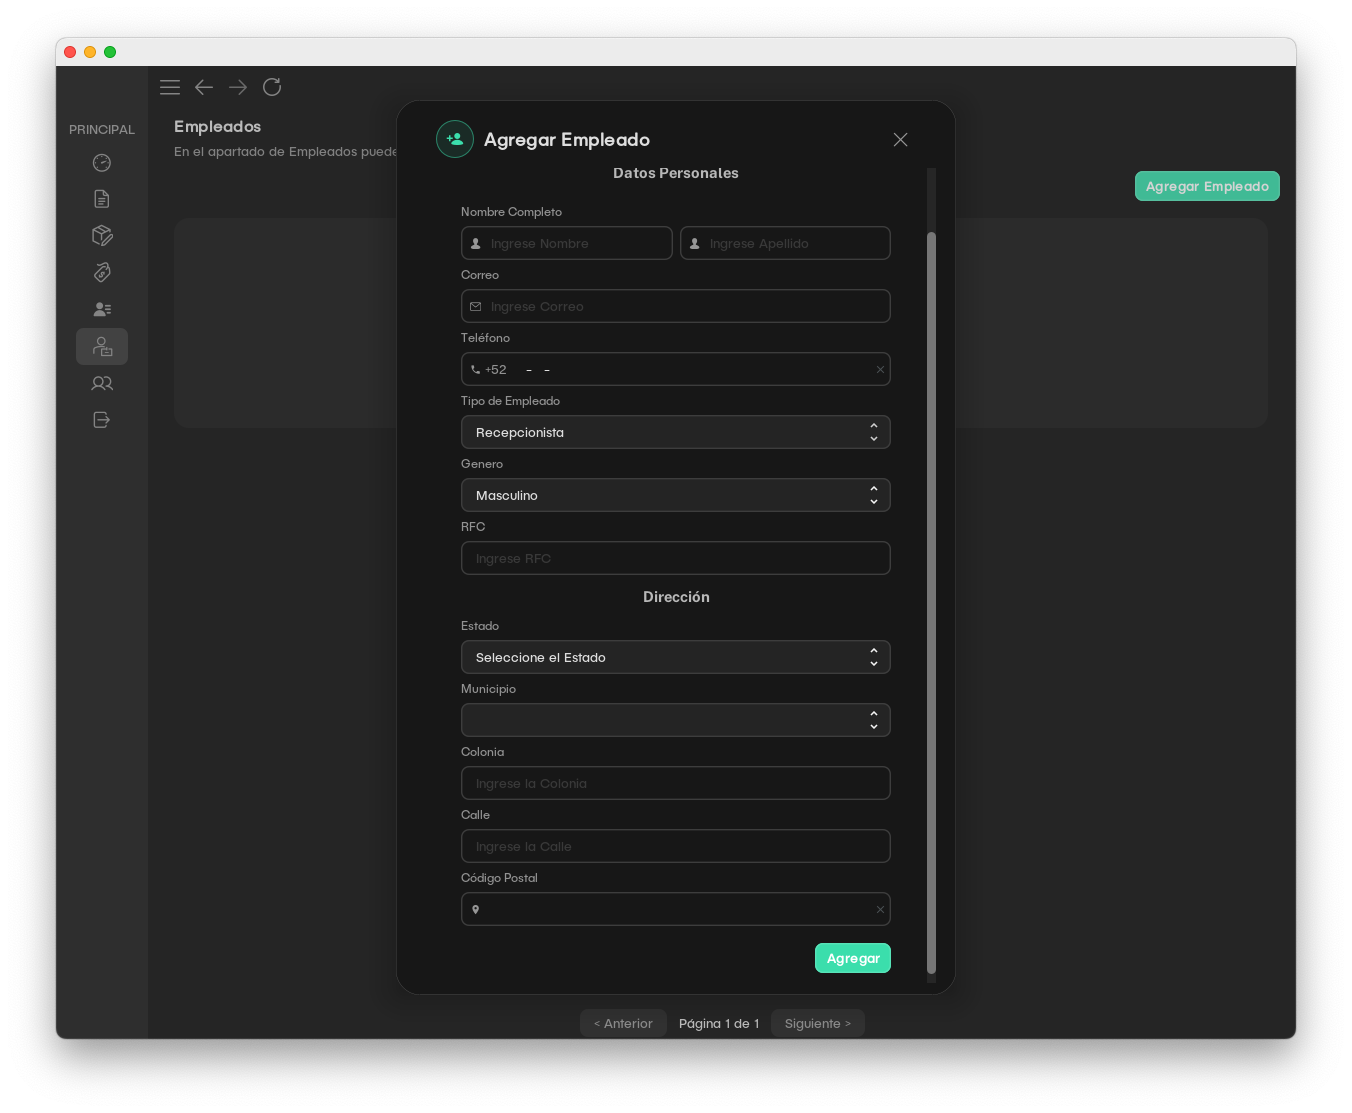 PRINCIPAL
Empleados
En el apartado de Empleados puede
Agregar Empleado
Agregar Empleado
Datos Personales
Nombre Completo
Ingrese Nombre
Ingrese Apellido
Correo
Ingrese Correo
Teléfono
+52 - -
Tipo de Empleado
Recepcionista
Genero
Masculino
RFC
Ingrese RFC
Dirección
Estado
Seleccione el Estado
Municipio
Colonia
Ingrese la Colonia
Calle
Ingrese la Calle
Código Postal
Agregar
< Anterior Página 1 de 1 Siguiente >